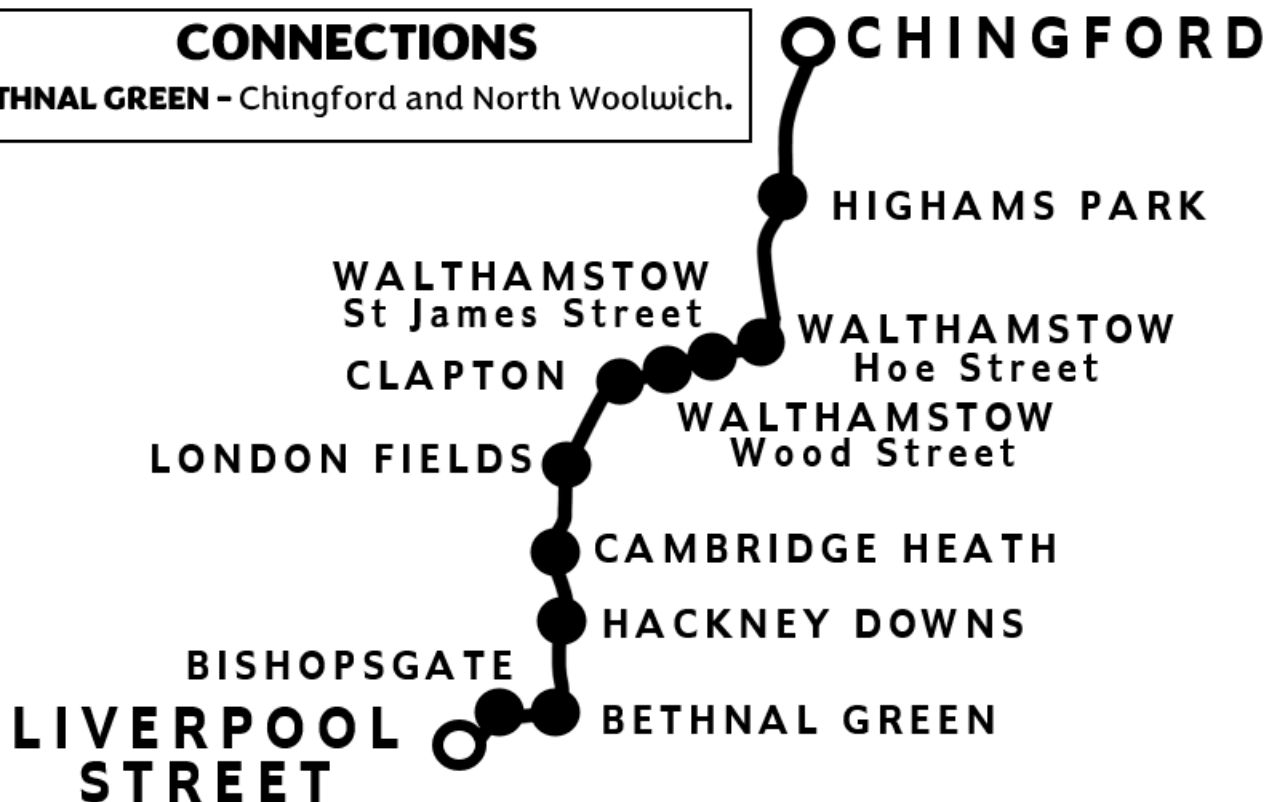 CONNECTIONS
THNAL GREEN – Chingford and North Woolwich.
CHINGFORD
HIGHAMS PARK
WALTHAMSTOW
St James Street
WALTHAMSTOW
Hoe Street
CLAPTON
WALTHAMSTOW
Wood Street
LONDON FIELDS
CAMBRIDGE HEATH
HACKNEY DOWNS
BISHOPSGATE
BETHNAL GREEN
LIVERPOOL
STREET